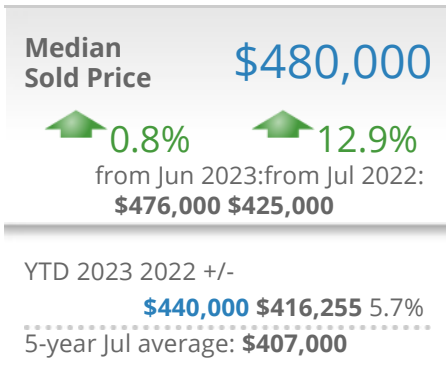 Median
Sold Price
$480,000
0.8% 12.9%
from Jun 2023:from Jul 2022:
$476,000 $425,000
YTD 2023 2022 +/-
$440,000 $416,255 5.7%
5-year Jul average: $407,000